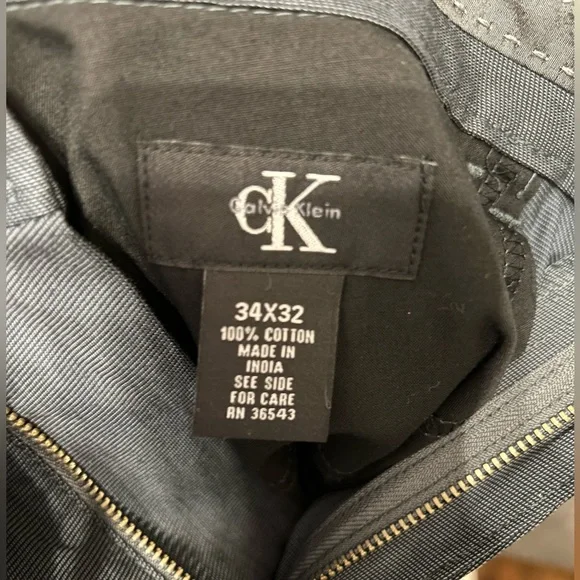 cK
Calvin Klein
34X32
100% COTTON
MADE IN
INDIA
SEE SIDE
FOR CARE
RN 36543